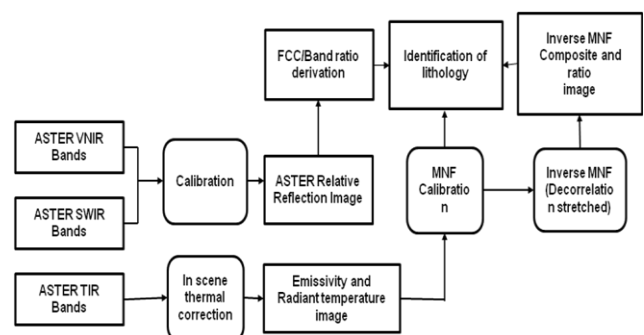 FCC/Band ratio
derivation
Identification of
lithology
Inverse MNF
Composite and
ratio
image
ASTER VNIR
Bands
ASTER SWIR
Bands
Calibration
ASTER Relative
Reflection Image
MNF
Calibratio
n
Inverse MNF
(Decorrelatio
n stretched)
ASTER TIR
Bands
In scene
thermal
correction
Emissivity and
Radiant temperature
image